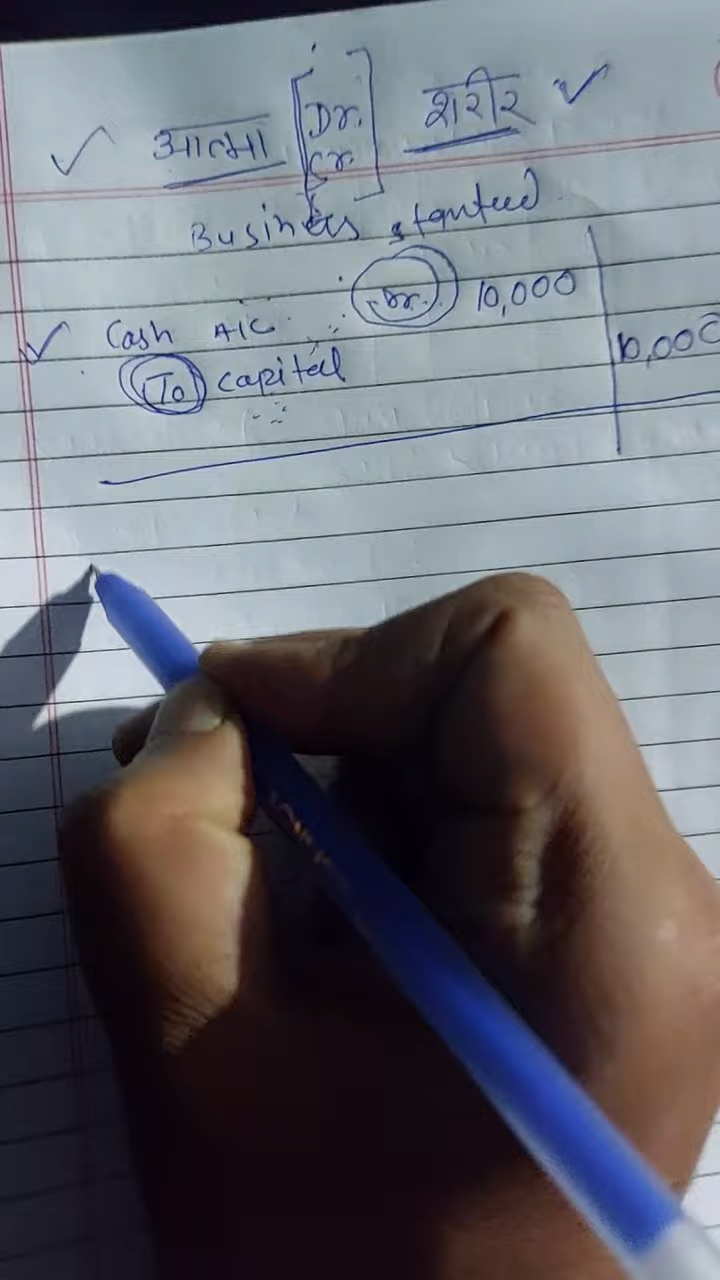 आत्मा [ Dr. Cr. ] शरीर
Business started
Cash A/C Dr. 10,000
To capital 10,000